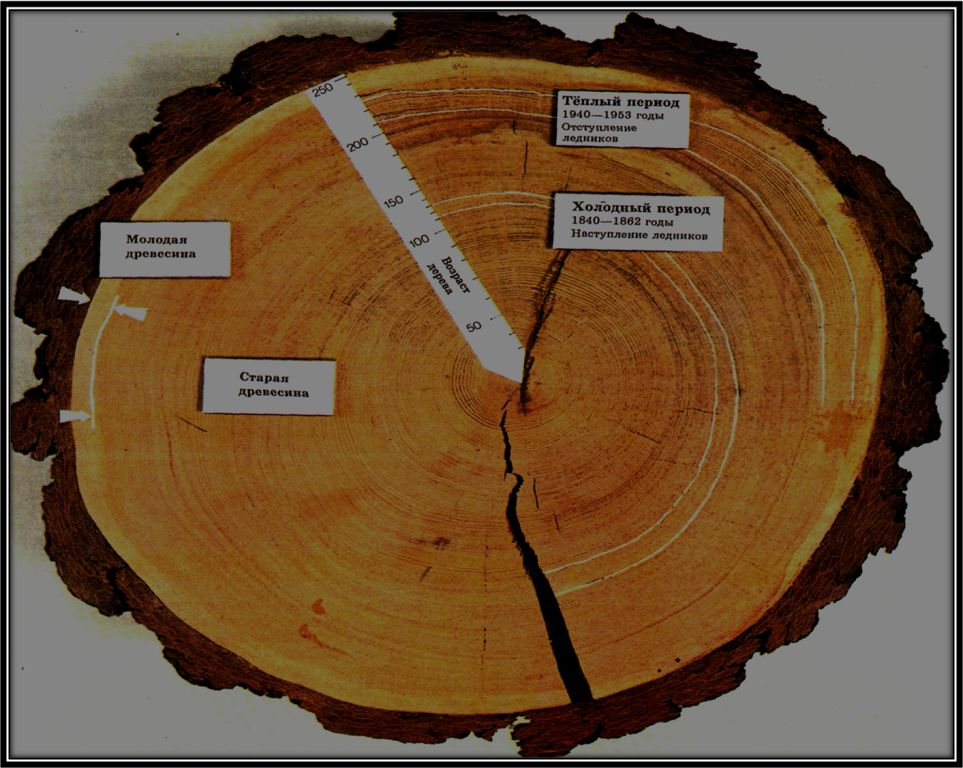 250
200
150
100
50
Возраст
дерева
Тёплый период
1940—1953 годы
Отступление
ледников
Холодный период
1840—1862 годы
Наступление ледников
Молодая
древесина
Старая
древесина